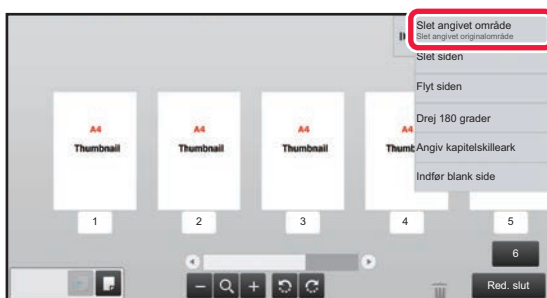 Slet angivet område
Slet angivet originalområde
Slet siden
Flyt siden
Drej 180 grader
Angiv kapitelskilleark
Indfør blank side
A4
Thumbnail
A4
Thumbnail
A4
Thumbnail
A4
Thumb
1
2
3
4
5
6
Red. slut